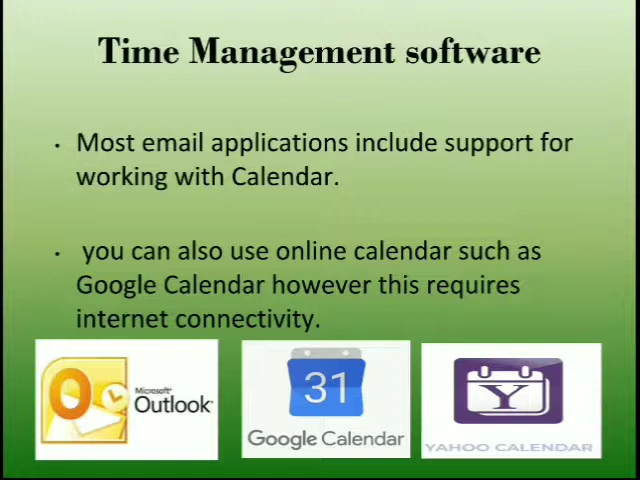 Time Management software
• Most email applications include support for
working with Calendar.
• you can also use online calendar such as
Google Calendar however this requires
internet connectivity.
Microsoft®
Outlook
31
Google Calendar
Y
YAHOO CALENDAR